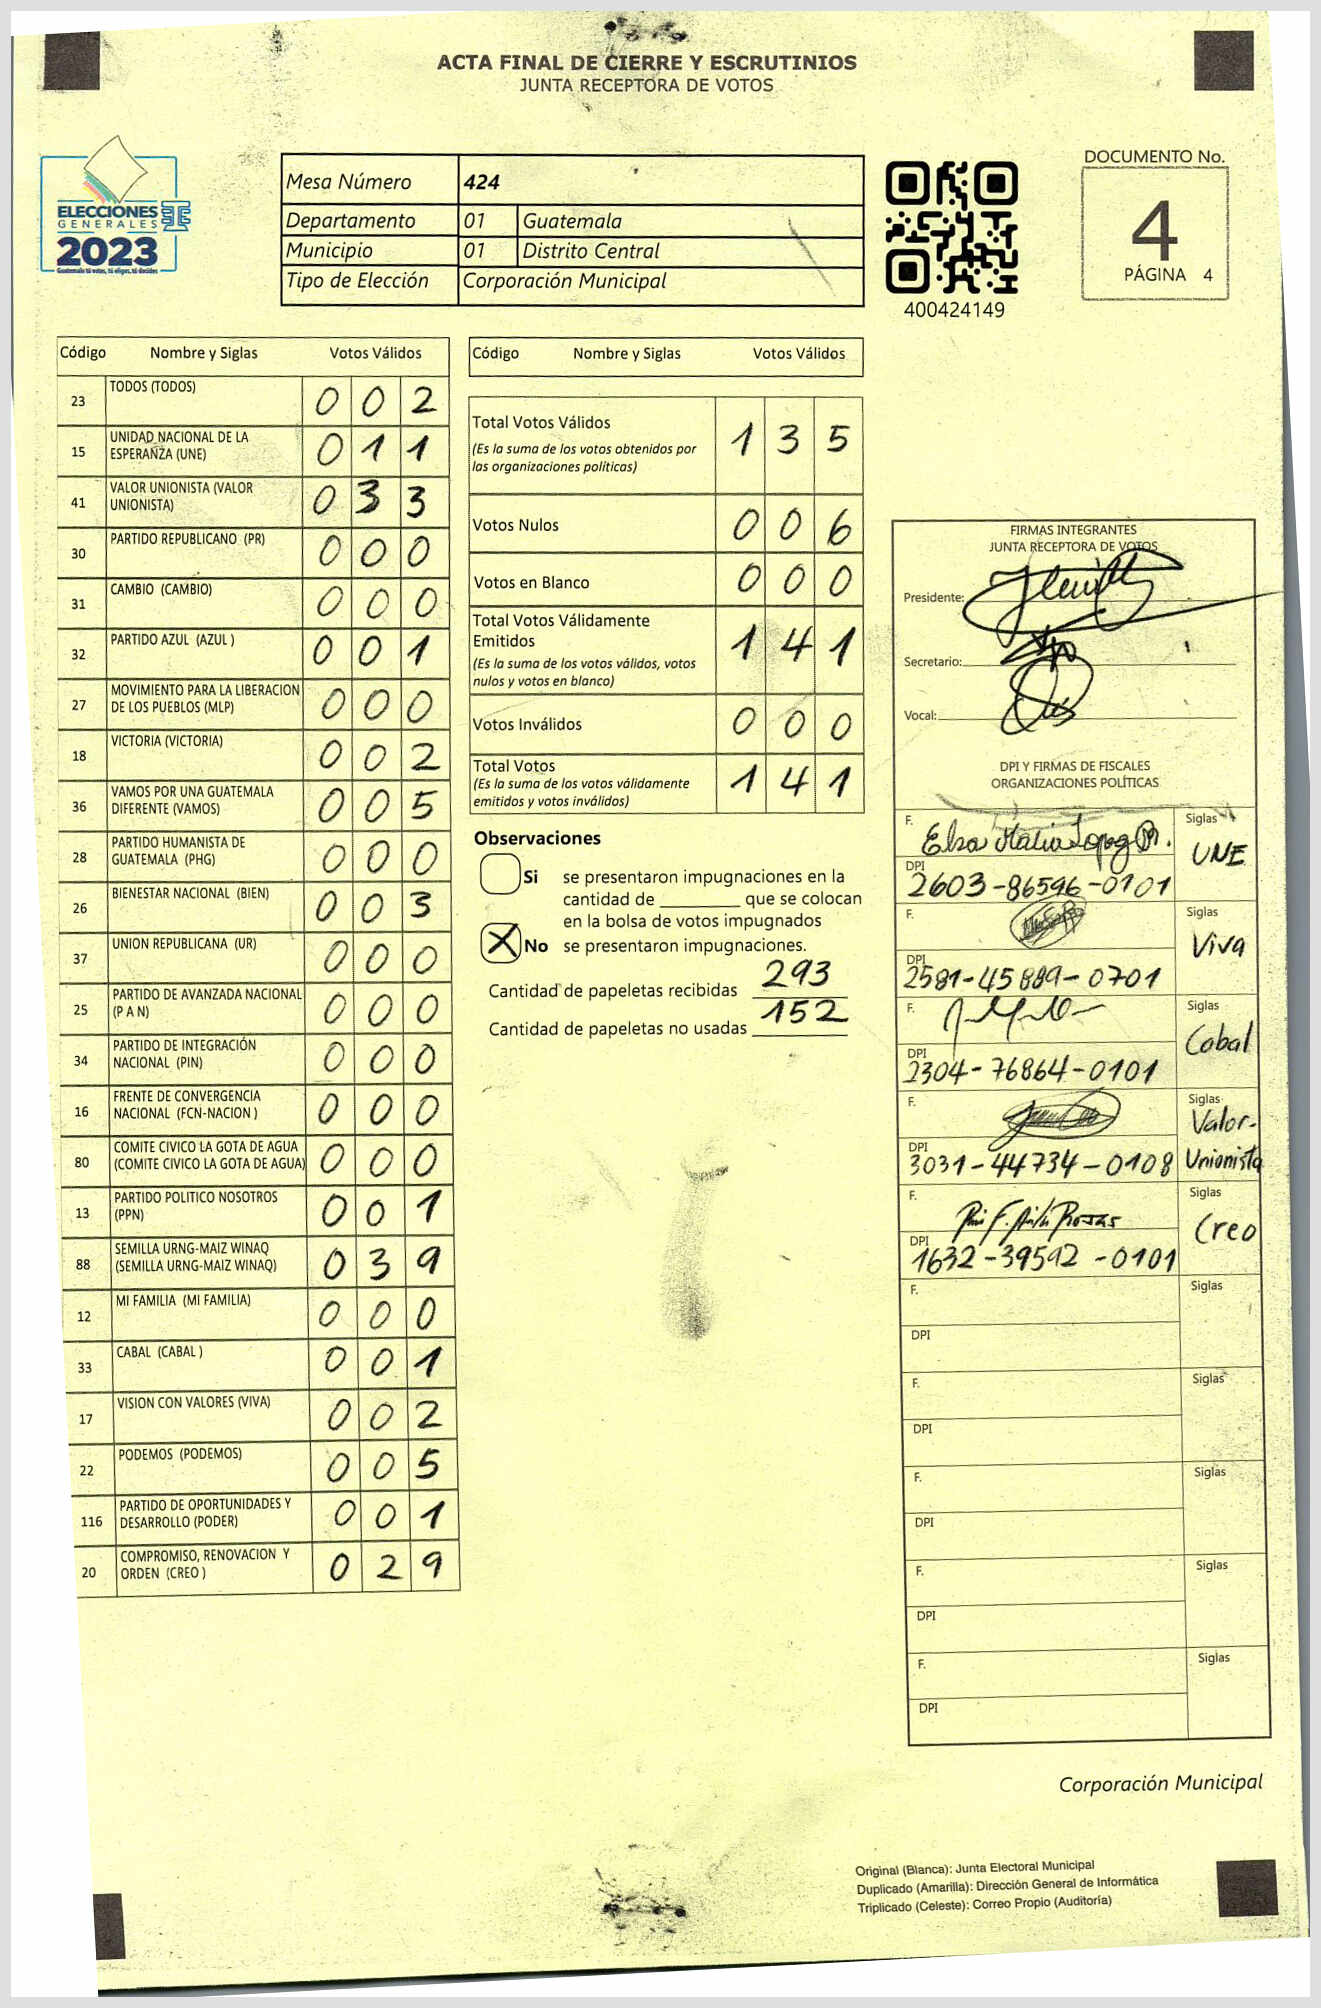 ACTA FINAL DE CIERRE Y ESCRUTINIOS
JUNTA RECEPTORA DE VOTOS
ELECCIONES
GENERALES
2023
Guatemala tú votas, tú eliges, tú decides
Mesa Número 424
Departamento 01 Guatemala
Municipio 01 Distrito Central
Tipo de Elección Corporación Municipal
400424149
DOCUMENTO No.
4
PÁGINA 4
Código Nombre y Siglas Votos Válidos
23 TODOS (TODOS) 0 0 2
15 UNIDAD NACIONAL DE LA
ESPERANZA (UNE) 0 1 1
41 VALOR UNIONISTA (VALOR
UNIONISTA) 0 3 3
30 PARTIDO REPUBLICANO (PR) 0 0 0
31 CAMBIO (CAMBIO) 0 0 0
32 PARTIDO AZUL (AZUL ) 0 0 1
27 MOVIMIENTO PARA LA LIBERACION
DE LOS PUEBLOS (MLP) 0 0 0
18 VICTORIA (VICTORIA) 0 0 2
36 VAMOS POR UNA GUATEMALA
DIFERENTE (VAMOS) 0 0 5
28 PARTIDO HUMANISTA DE
GUATEMALA (PHG) 0 0 0
26 BIENESTAR NACIONAL (BIEN) 0 0 3
37 UNION REPUBLICANA (UR) 0 0 0
25 PARTIDO DE AVANZADA NACIONAL
(P A N) 0 0 0
34 PARTIDO DE INTEGRACIÓN
NACIONAL (PIN) 0 0 0
16 FRENTE DE CONVERGENCIA
NACIONAL (FCN-NACION ) 0 0 0
80 COMITE CIVICO LA GOTA DE AGUA
(COMITE CIVICO LA GOTA DE AGUA) 0 0 0
13 PARTIDO POLITICO NOSOTROS
(PPN) 0 0 1
88 SEMILLA URNG-MAIZ WINAQ
(SEMILLA URNG-MAIZ WINAQ) 0 3 9
12 MI FAMILIA (MI FAMILIA) 0 0 0
33 CABAL (CABAL ) 0 0 1
17 VISION CON VALORES (VIVA) 0 0 2
22 PODEMOS (PODEMOS) 0 0 5
116 PARTIDO DE OPORTUNIDADES Y
DESARROLLO (PODER) 0 0 1
20 COMPROMISO, RENOVACION Y
ORDEN (CREO ) 0 2 9
Código Nombre y Siglas Votos Válidos
Total Votos Válidos 1 3 5
(Es la suma de los votos obtenidos por
las organizaciones políticas)
Votos Nulos 0 0 6
Votos en Blanco 0 0 0
Total Votos Válidamente
Emitidos 1 4 1
(Es la suma de los votos válidos, votos
nulos y votos en blanco)
Votos Inválidos 0 0 0
Total Votos 1 4 1
(Es la suma de los votos válidamente
emitidos y votos inválidos)
Observaciones
Si se presentaron impugnaciones en la
cantidad de ________ que se colocan
en la bolsa de votos impugnados
X No se presentaron impugnaciones.
Cantidad de papeletas recibidas 293
Cantidad de papeletas no usadas 152
FIRMAS INTEGRANTES
JUNTA RECEPTORA DE VOTOS
Presidente:
Secretario:
Vocal:
DPI Y FIRMAS DE FISCALES
ORGANIZACIONES POLÍTICAS
F. Elsa Maria Lopez Siglas UNE
DPI 2603-86596-0101
F. Siglas Viva
DPI 2581-45889-0701
F. Siglas Cabal
DPI 2304-76864-0101
F. Siglas Valor-
DPI 3031-44734-0108 Unionista
F. Siglas Creo
DPI 1632-39592-0101
F. Siglas
DPI
F. Siglas
DPI
F. Siglas
DPI
F. Siglas
DPI
F. Siglas
DPI
Corporación Municipal
Original (Blanca): Junta Electoral Municipal
Duplicado (Amarilla): Dirección General de Informática
Triplicado (Celeste): Correo Propio (Auditoría)